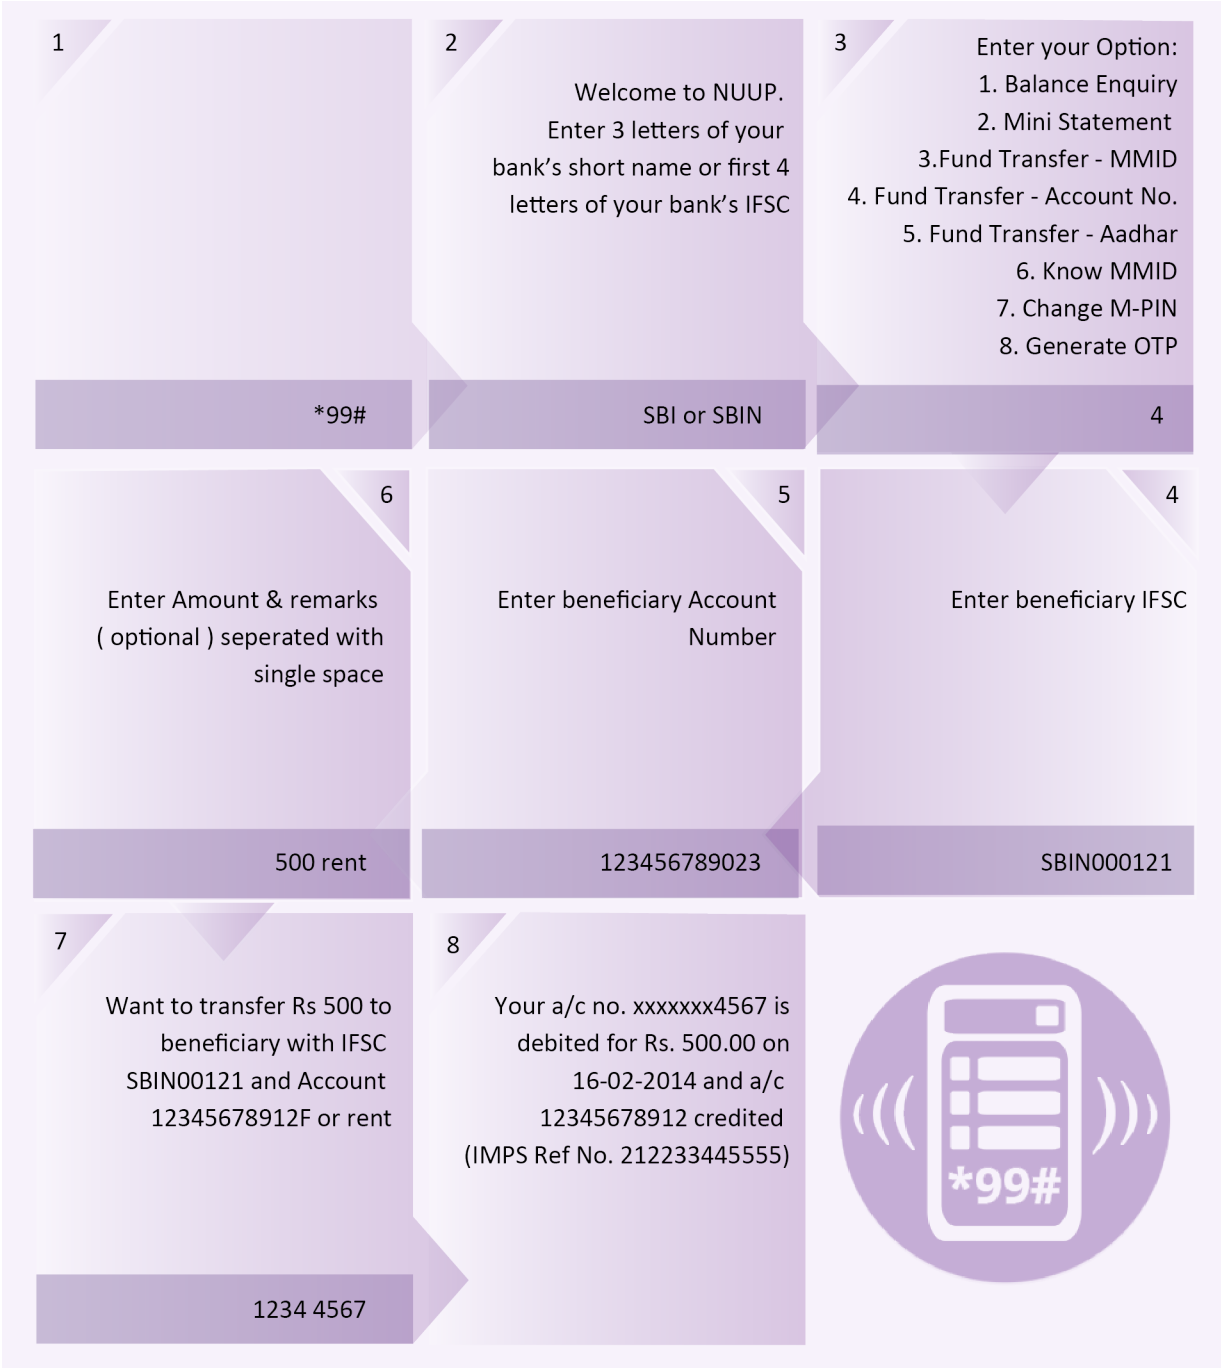 1
*99#
2
Welcome to NUUP.
Enter 3 letters of your
bank's short name or first 4
letters of your bank's IFSC
SBI or SBIN
3
Enter your Option:
1. Balance Enquiry
2. Mini Statement
3.Fund Transfer - MMID
4. Fund Transfer - Account No.
5. Fund Transfer - Aadhar
6. Know MMID
7. Change M-PIN
8. Generate OTP
4
4
Enter beneficiary IFSC
SBIN000121
5
Enter beneficiary Account
Number
123456789023
6
Enter Amount & remarks
( optional ) seperated with
single space
500 rent
7
Want to transfer Rs 500 to
beneficiary with IFSC
SBIN00121 and Account
12345678912F or rent
1234 4567
8
Your a/c no. xxxxxxx4567 is
debited for Rs. 500.00 on
16-02-2014 and a/c
12345678912 credited
(IMPS Ref No. 212233445555)
*99#